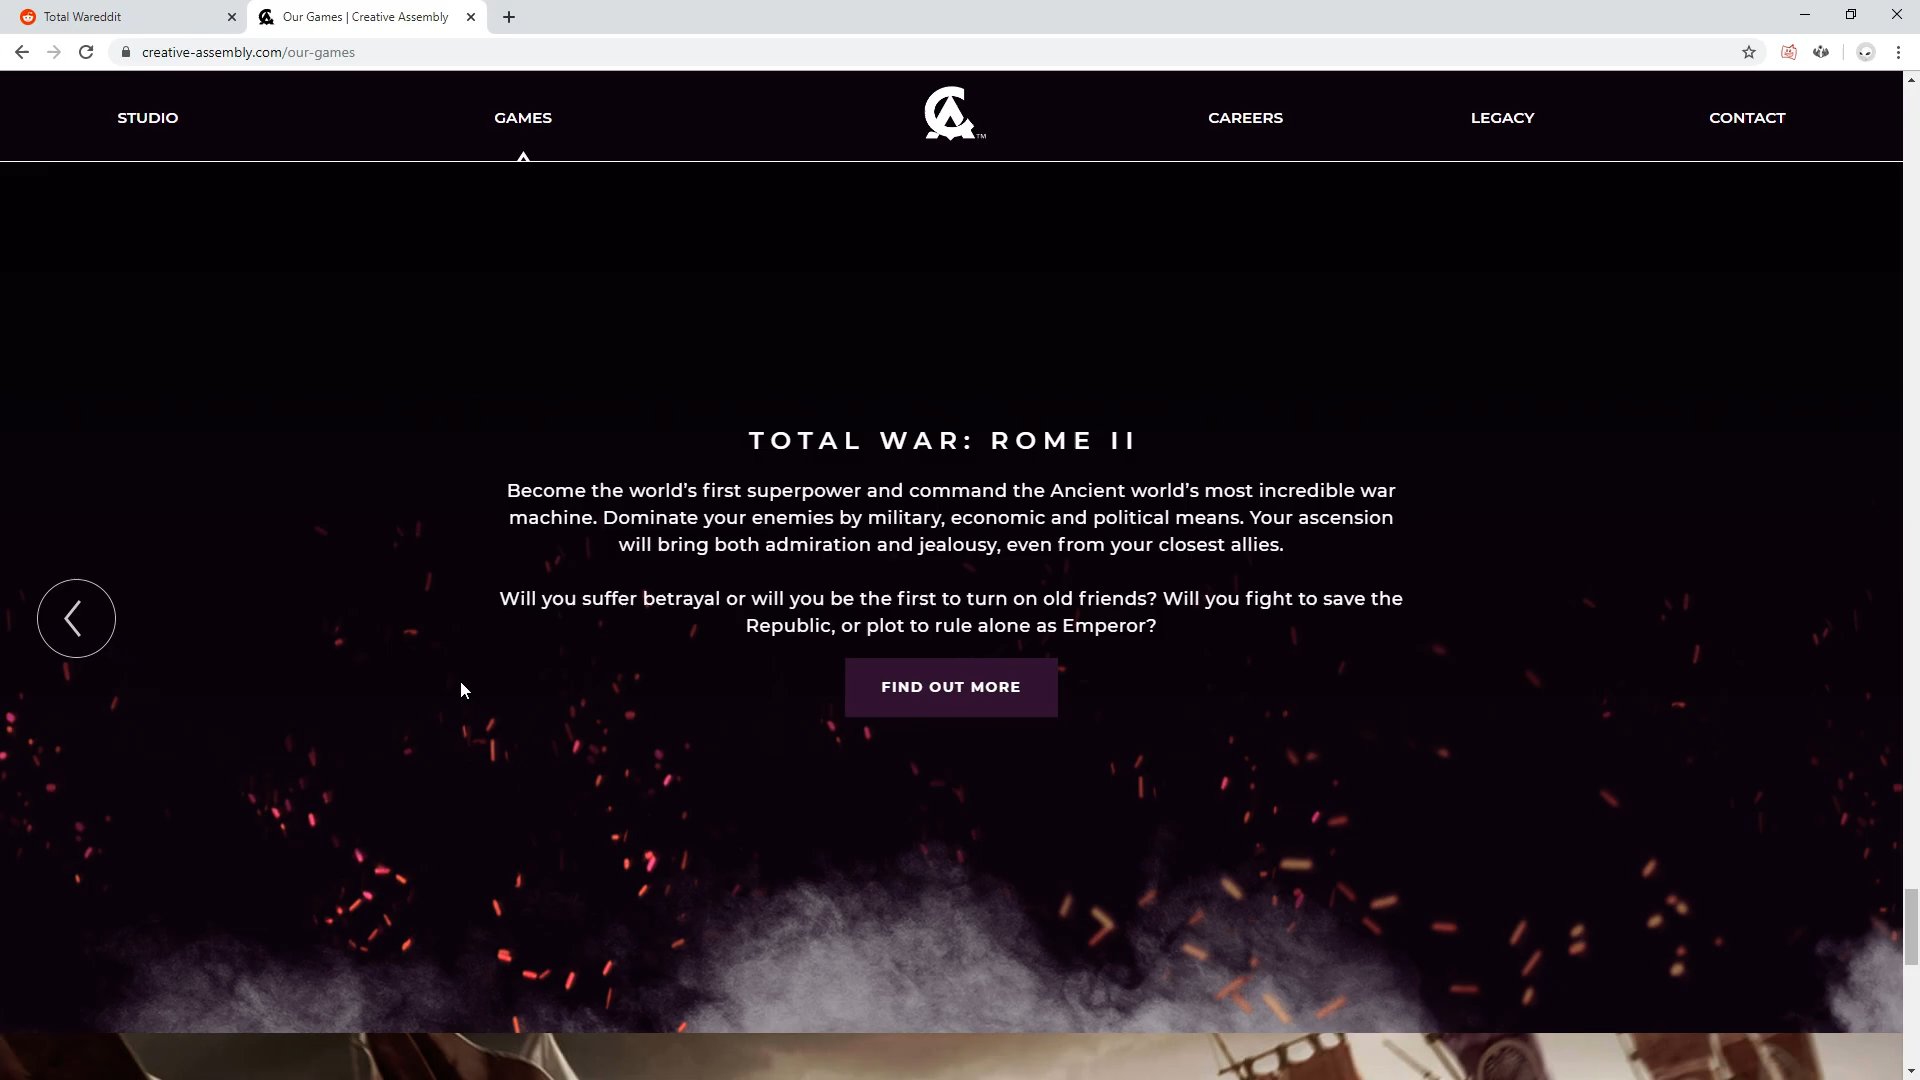 Total Wareddit
Our Games | Creative Assembly
creative-assembly.com/our-games
STUDIO
GAMES
CA
TM
CAREERS
LEGACY
CONTACT
TOTAL WAR: ROME II
Become the world’s first superpower and command the Ancient world’s most incredible war
machine. Dominate your enemies by military, economic and political means. Your ascension
will bring both admiration and jealousy, even from your closest allies.
Will you suffer betrayal or will you be the first to turn on old friends? Will you fight to save the
Republic, or plot to rule alone as Emperor?
FIND OUT MORE